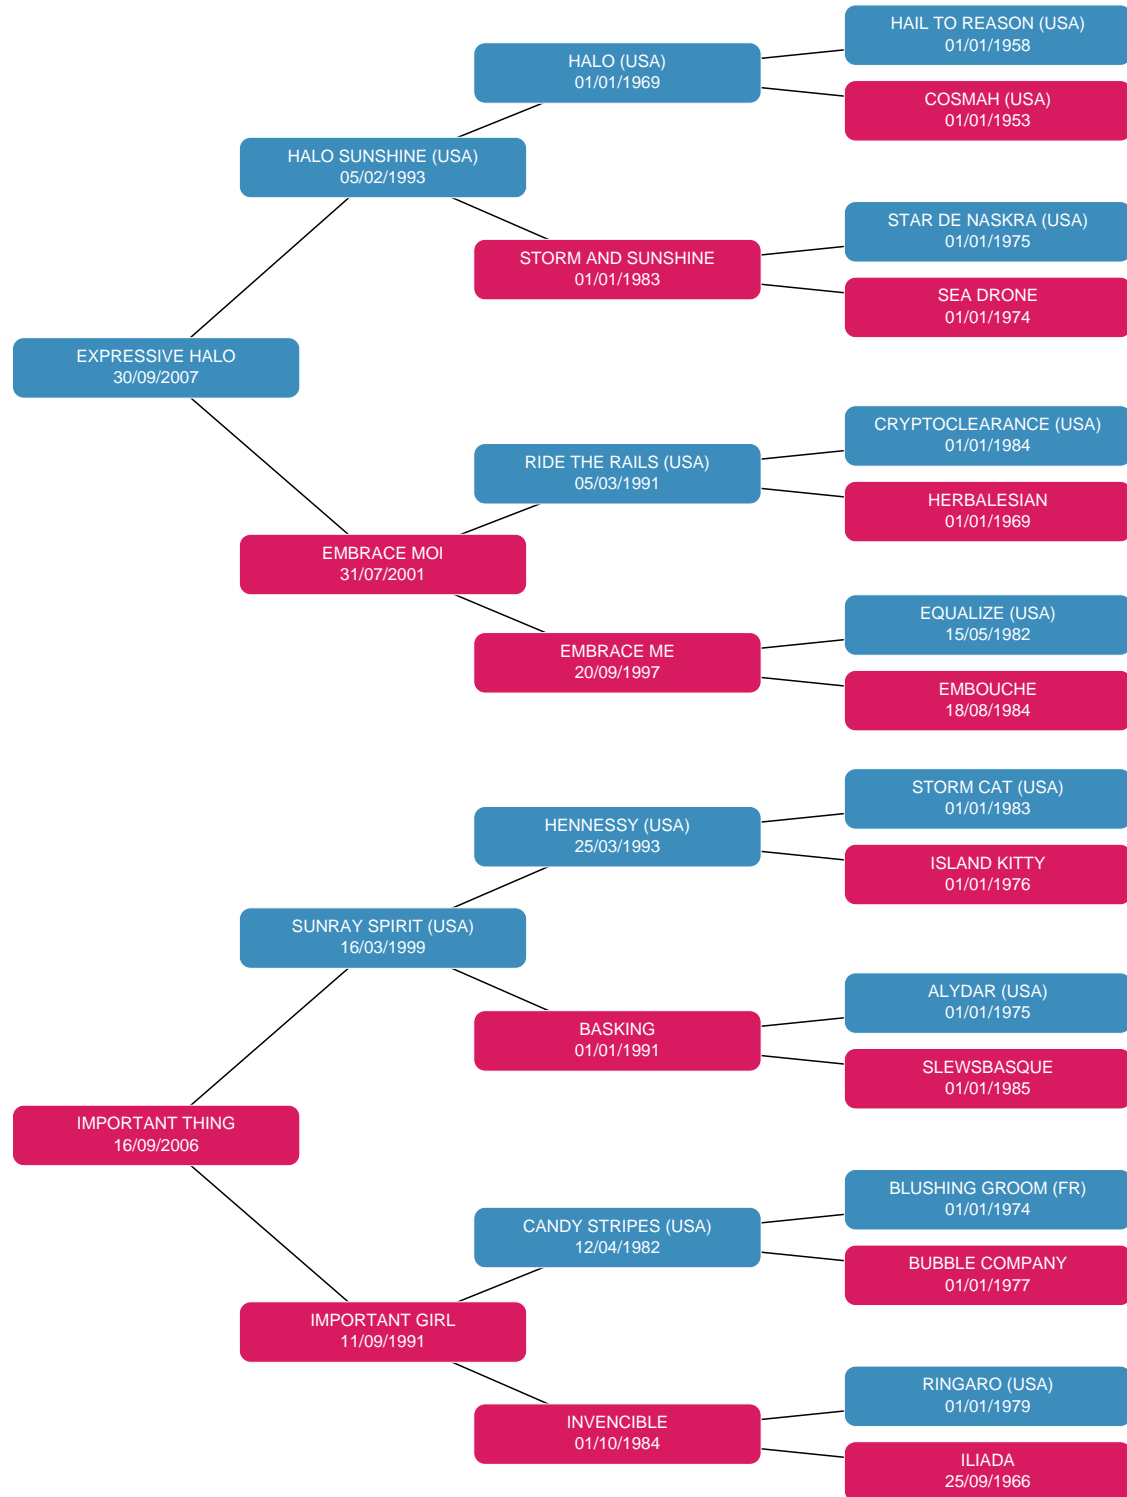 HAIL TO REASON (USA)
01/01/1958
HALO (USA)
01/01/1969
COSMAH (USA)
01/01/1953
HALO SUNSHINE (USA)
05/02/1993
STAR DE NASKRA (USA)
01/01/1975
STORM AND SUNSHINE
01/01/1983
SEA DRONE
01/01/1974
EXPRESSIVE HALO
30/09/2007
CRYPTOCLEARANCE (USA)
01/01/1984
RIDE THE RAILS (USA)
05/03/1991
HERBALESIAN
01/01/1969
EMBRACE MOI
31/07/2001
EQUALIZE (USA)
15/05/1982
EMBRACE ME
20/09/1997
EMBOUCHE
18/08/1984
STORM CAT (USA)
01/01/1983
HENNESSY (USA)
25/03/1993
ISLAND KITTY
01/01/1976
SUNRAY SPIRIT (USA)
16/03/1999
ALYDAR (USA)
01/01/1975
BASKING
01/01/1991
SLEWSBASQUE
01/01/1985
IMPORTANT THING
16/09/2006
BLUSHING GROOM (FR)
01/01/1974
CANDY STRIPES (USA)
12/04/1982
BUBBLE COMPANY
01/01/1977
IMPORTANT GIRL
11/09/1991
RINGARO (USA)
01/01/1979
INVENCIBLE
01/10/1984
ILIADA
25/09/1966